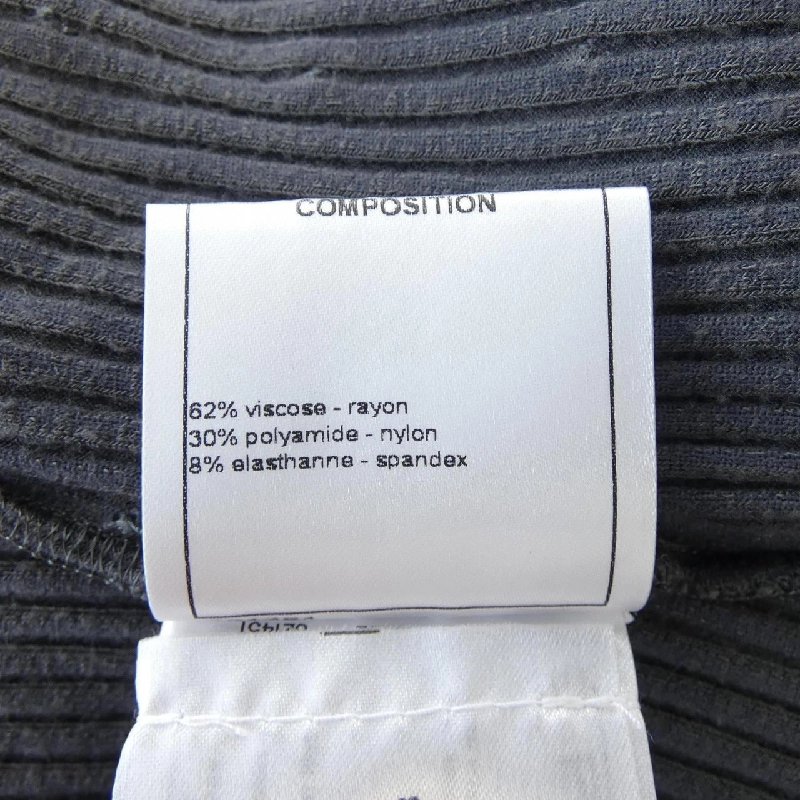 COMPOSITION
62% viscose - rayon
30% polyamide - nylon
8% elasthanne - spandex